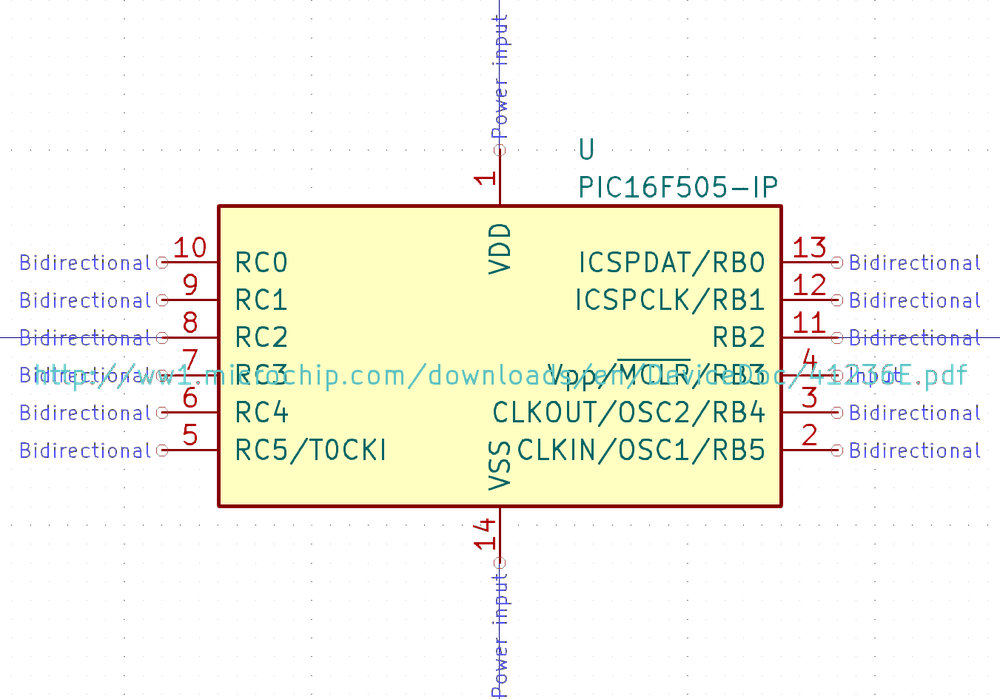 Power input
U
1
PIC16F505-IP
VDD
Bidirectional 10 RC0 ICSPDAT/RB0 13 Bidirectional
Bidirectional 9 RC1 ICSPCLK/RB1 12 Bidirectional
Bidirectional 8 RC2 RB2 11 Bidirectional
Bidirectional 7 RC3 Vpp/MCLR/RB3 4 Input
http://ww1.microchip.com/downloads/en/DeviceDoc/41236E.pdf
Bidirectional 6 RC4 CLKOUT/OSC2/RB4 3 Bidirectional
Bidirectional 5 RC5/T0CKI CLKIN/OSC1/RB5 2 Bidirectional
VSS
14
Power input